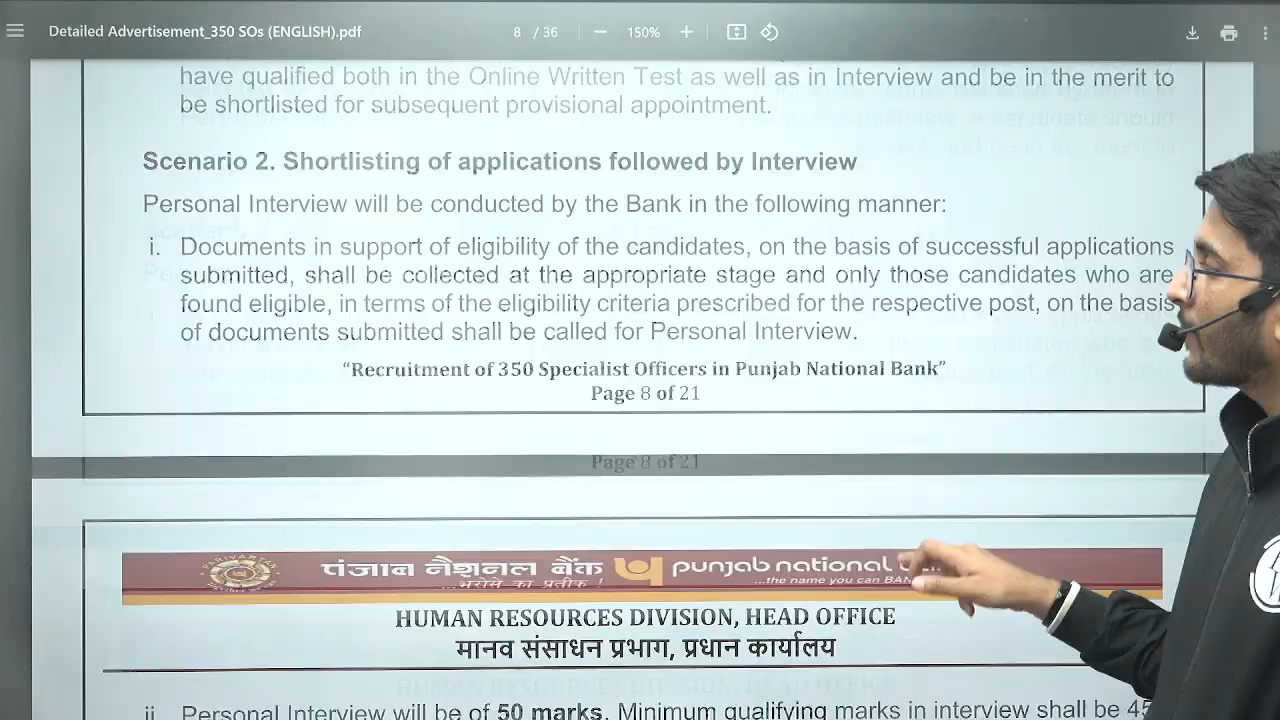 Detailed Advertisement_350 SOs (ENGLISH).pdf
8 / 36
150%
have qualified both in the Online Written Test as well as in Interview and be in the merit to
be shortlisted for subsequent provisional appointment.
Scenario 2. Shortlisting of applications followed by Interview
Personal Interview will be conducted by the Bank in the following manner:
i. Documents in support of eligibility of the candidates, on the basis of successful applications
submitted, shall be collected at the appropriate stage and only those candidates who are
found eligible, in terms of the eligibility criteria prescribed for the respective post, on the basis
of documents submitted shall be called for Personal Interview.
“Recruitment of 350 Specialist Officers in Punjab National Bank”
Page 8 of 21
Page 8 of 21
पंजाब नैशनल बैंक punjab national
...भरोसे का प्रतीक ! ...the name you can BAN
HUMAN RESOURCES DIVISION, HEAD OFFICE
मानव संसाधन प्रभाग, प्रधान कार्यालय
ii Personal Interview will be of 50 marks. Minimum qualifying marks in interview shall be 45